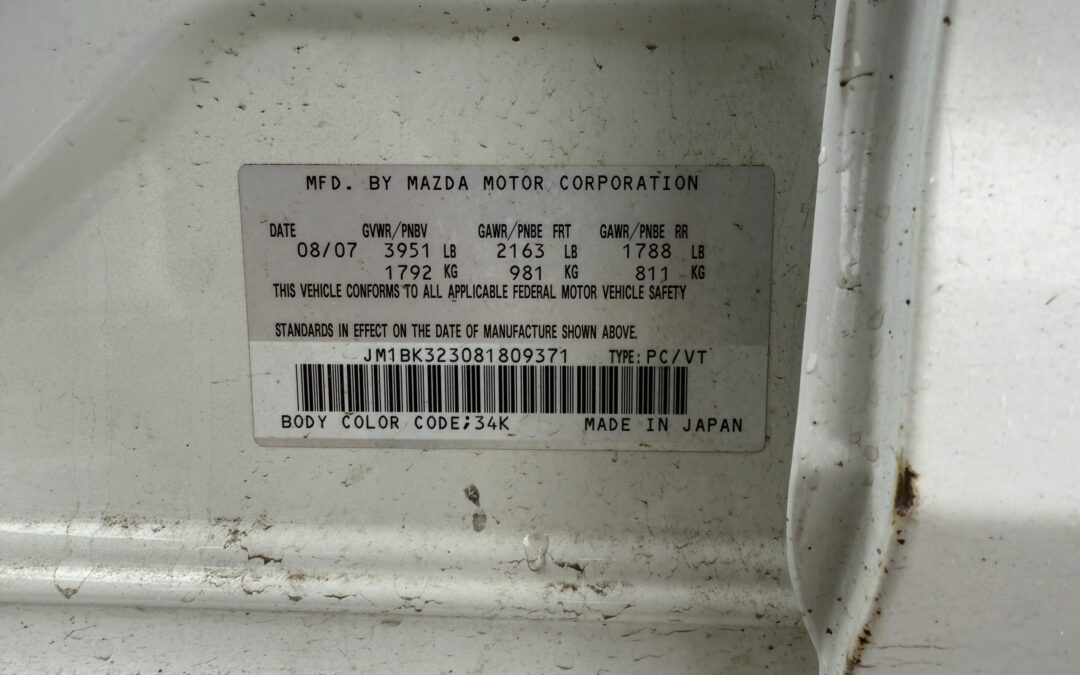 MFD. BY MAZDA MOTOR CORPORATION
DATE GVWR/PNBV GAWR/PNBE FRT GAWR/PNBE RR
08/07 3951 LB 2163 LB 1788 LB
1792 KG 981 KG 811 KG
THIS VEHICLE CONFORMS TO ALL APPLICABLE FEDERAL MOTOR VEHICLE SAFETY
STANDARDS IN EFFECT ON THE DATE OF MANUFACTURE SHOWN ABOVE.
JM1BK323081809371 TYPE: PC/VT
BODY COLOR CODE;34K MADE IN JAPAN